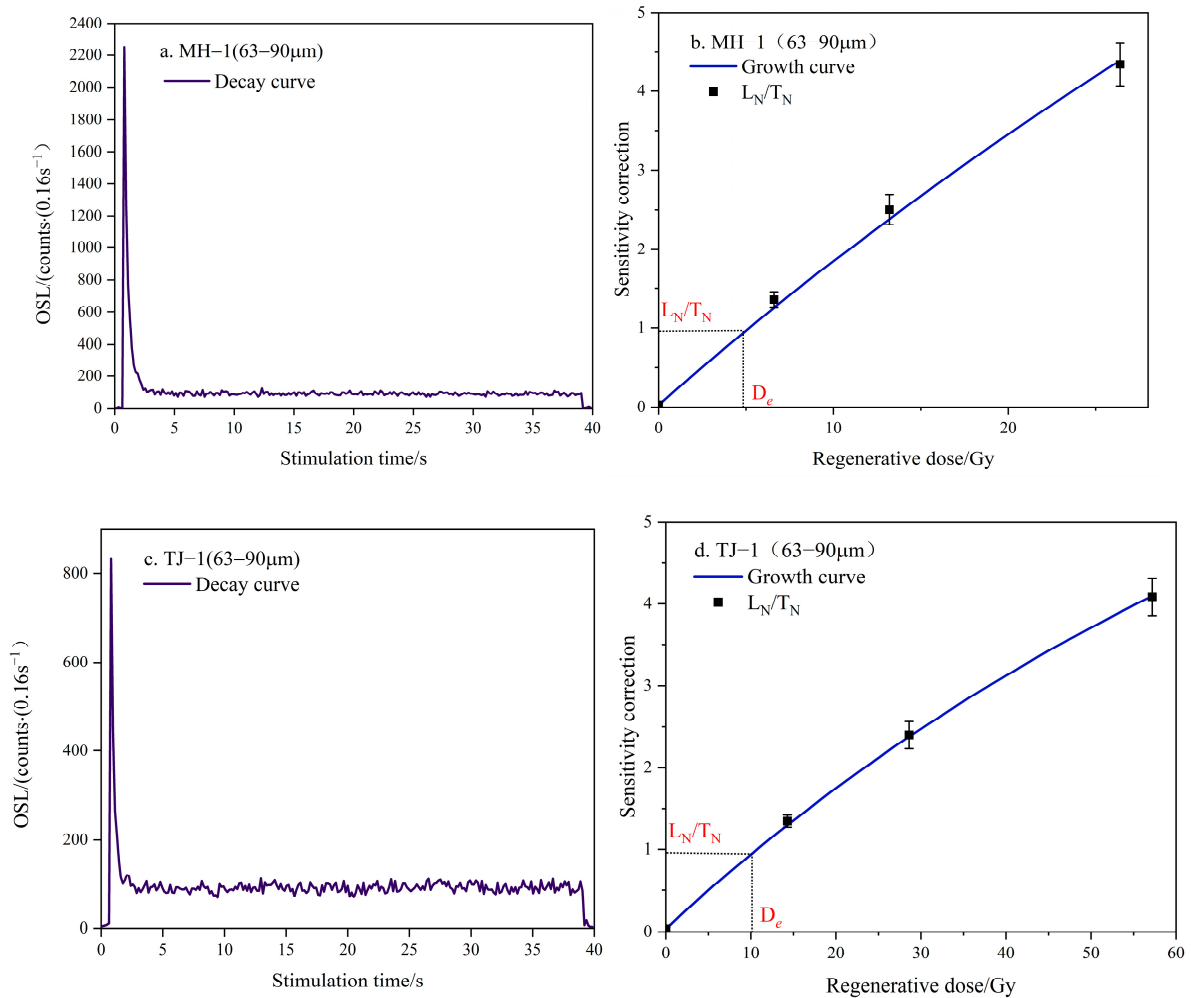 a. MH−1(63−90μm)
Decay curve
OSL/(counts·(0.16s⁻¹)
2400
2200
2000
1800
1600
1400
1200
1000
800
600
400
200
0
0 5 10 15 20 25 30 35 40
Stimulation time/s
b. MH 1 (63 90μm)
Growth curve
L_N/T_N
Sensitivity correction
5
4
3
2
1
0
L_N/T_N
D_e
0 10 20
Regenerative dose/Gy
c. TJ−1(63−90μm)
Decay curve
OSL/(counts·(0.16s⁻¹)
800
600
400
200
0
0 5 10 15 20 25 30 35 40
Stimulation time/s
d. TJ−1 (63−90μm)
Growth curve
L_N/T_N
Sensitivity correction
5
4
3
2
1
0
L_N/T_N
D_e
0 10 20 30 40 50 60
Regenerative dose/Gy